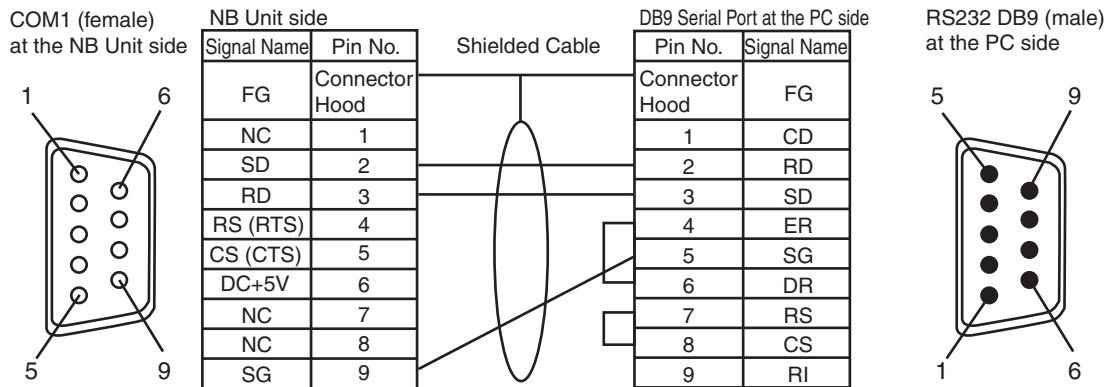 COM1 (female)
at the NB Unit side
1 6
5 9
NB Unit side
Signal Name Pin No.
FG Connector Hood
NC 1
SD 2
RD 3
RS (RTS) 4
CS (CTS) 5
DC+5V 6
NC 7
NC 8
SG 9
Shielded Cable
DB9 Serial Port at the PC side
Pin No. Signal Name
Connector Hood FG
1 CD
2 RD
3 SD
4 ER
5 SG
6 DR
7 RS
8 CS
9 RI
RS232 DB9 (male)
at the PC side
5 9
1 6